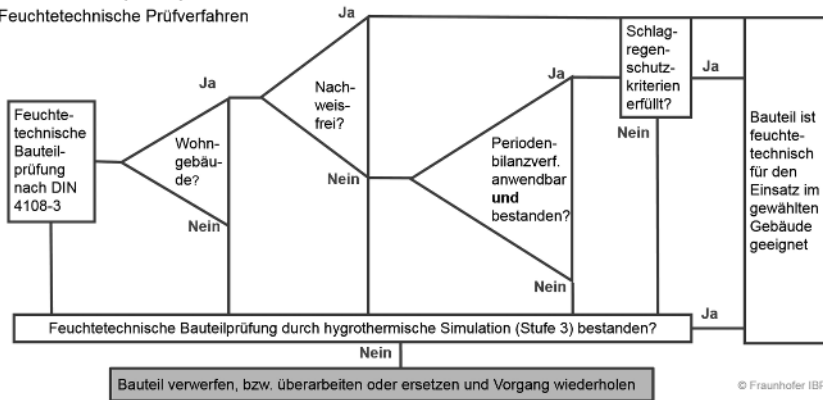 Feuchtetechnische Prüfverfahren
Ja
Schlag-
regen-
schutz-
kriterien
erfüllt?
Ja
Nach-
weis-
frei?
Ja
Ja
Feuchte-
technische
Bauteil-
prüfung
nach DIN
4108-3
Wohn-
gebäu-
de?
Perioden-
bilanzverf.
anwendbar
und
bestanden?
Nein
Bauteil ist
feuchte-
technisch
für den
Einsatz im
gewählten
Gebäude
geeignet
Nein
Nein
Nein
Feuchtetechnische Bauteilprüfung durch hygrothermische Simulation (Stufe 3) bestanden?
Ja
Nein
Bauteil verwerfen, bzw. überarbeiten oder ersetzen und Vorgang wiederholen
© Fraunhofer IBP